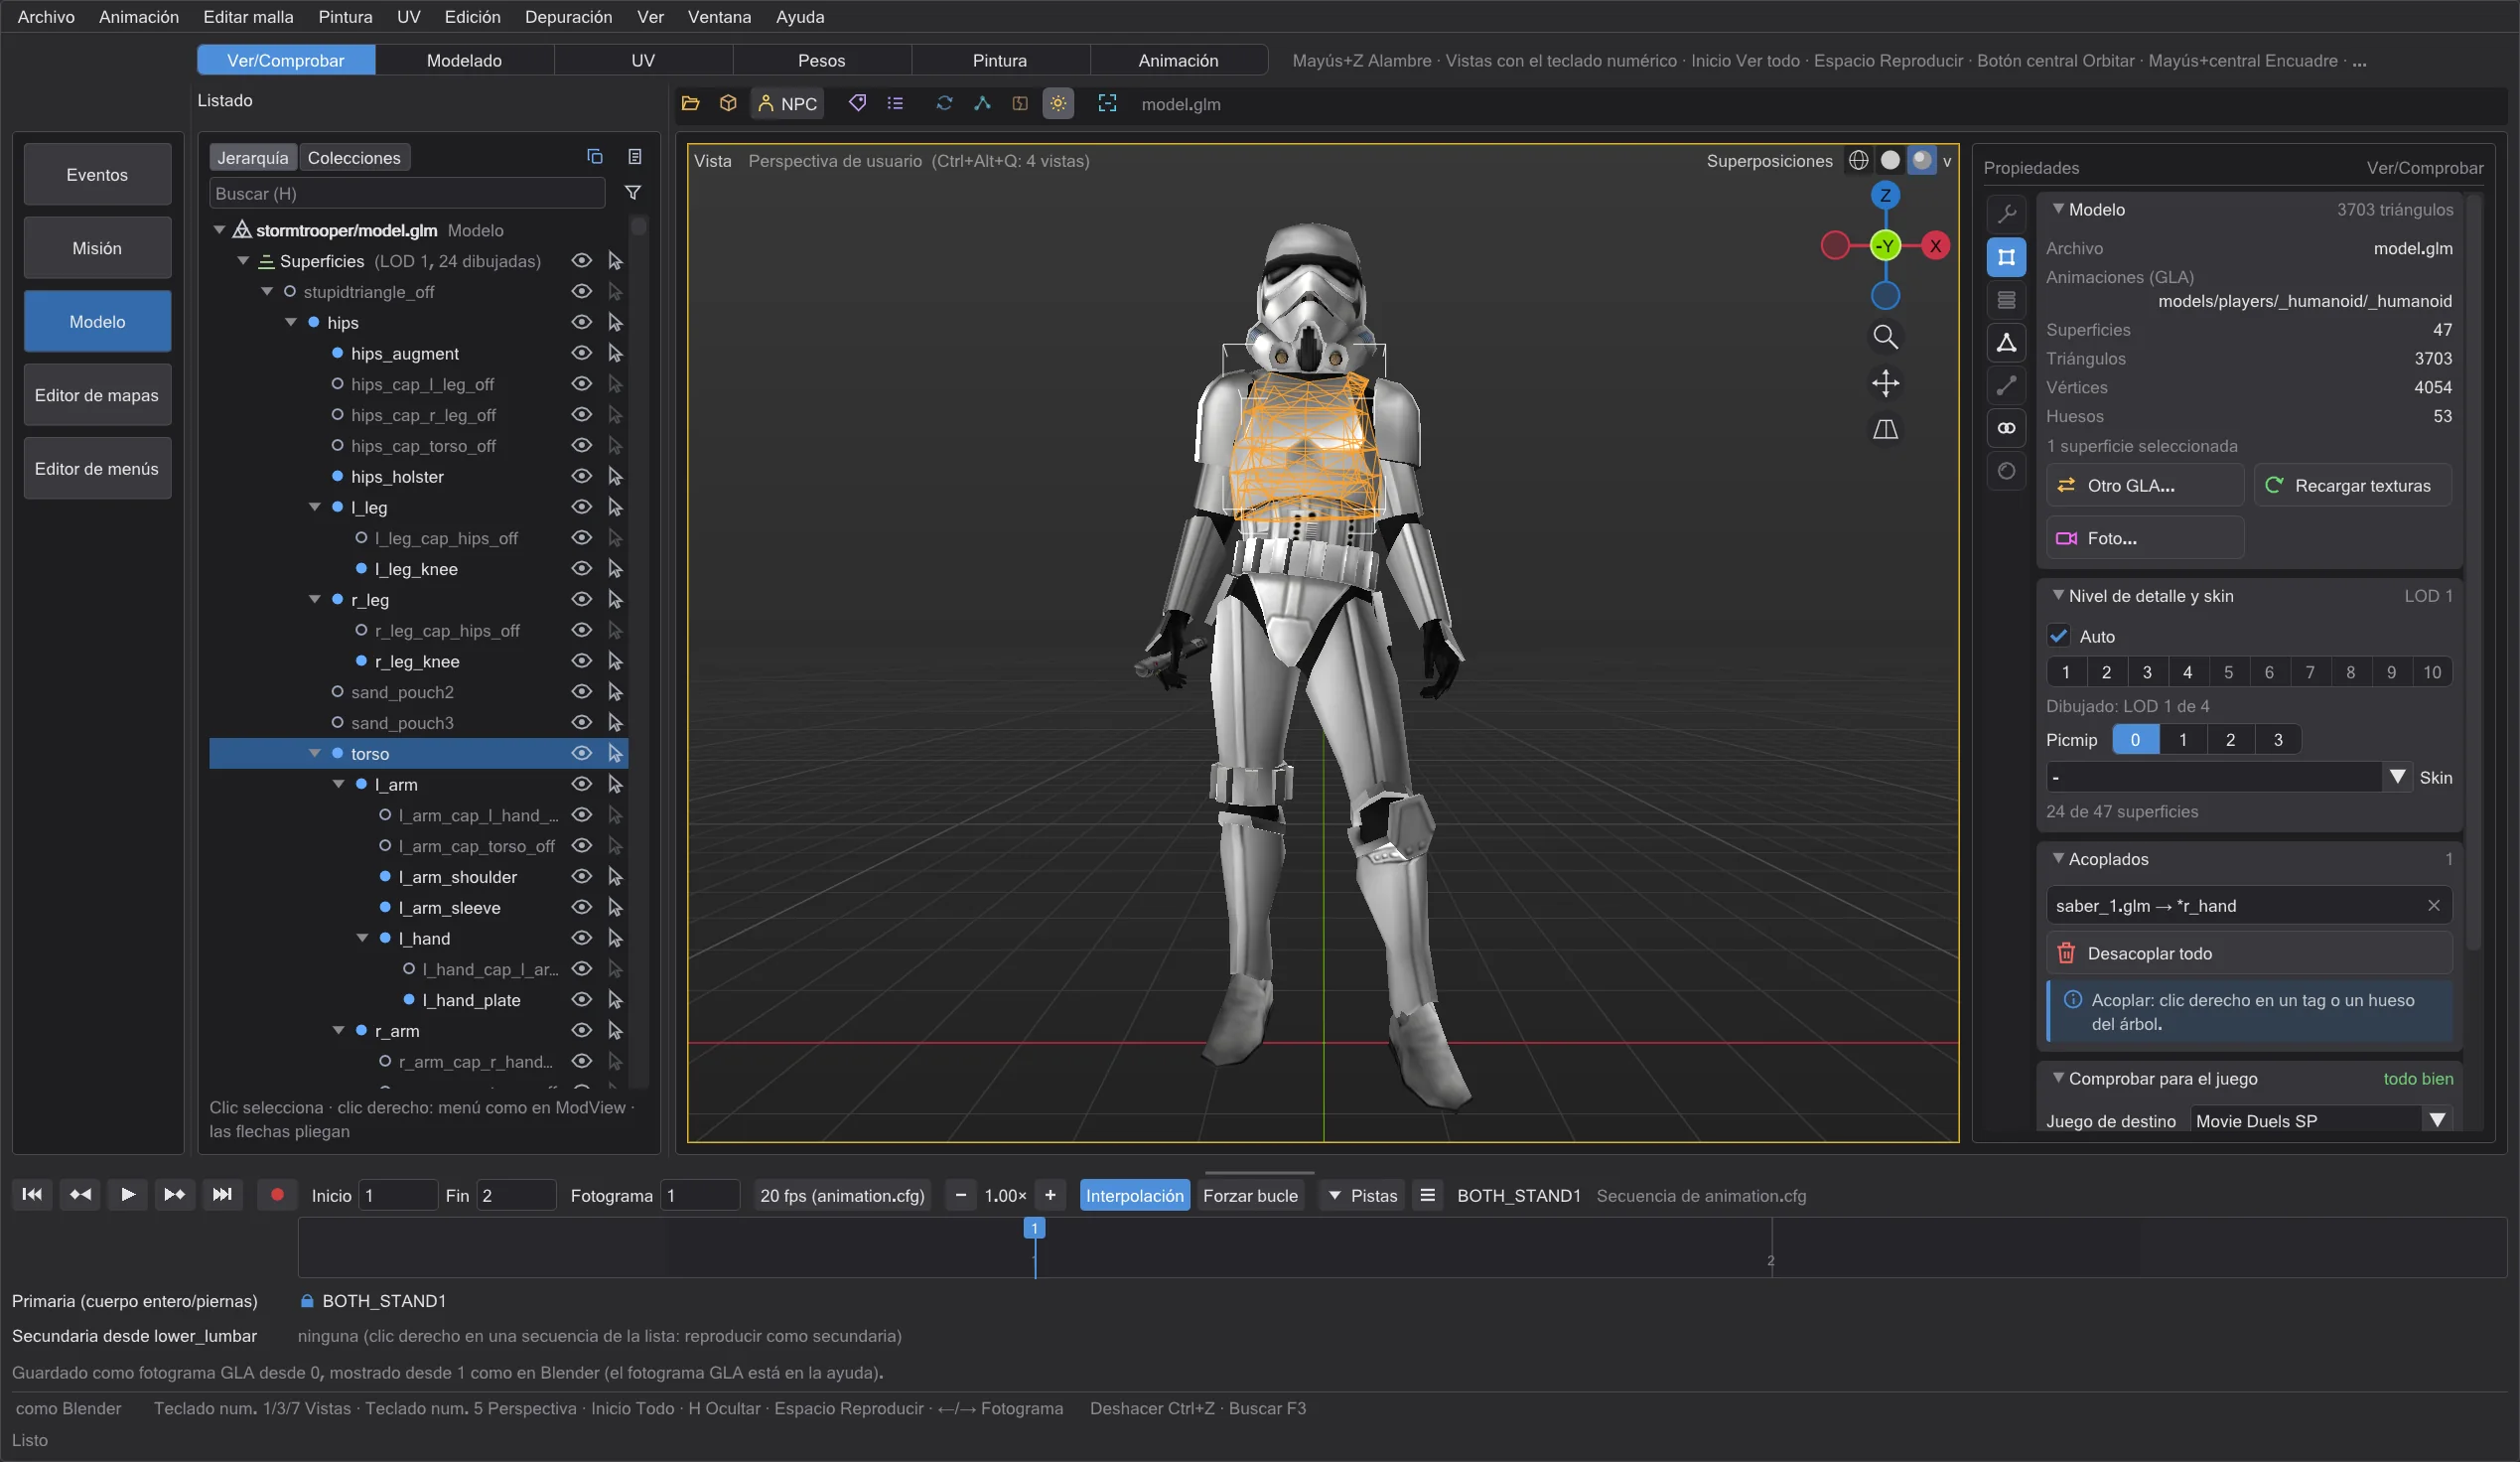 Archivo Animación Editar malla Pintura UV Edición Depuración Ver Ventana Ayuda
Ver/Comprobar Modelado UV Pesos Pintura Animación Mayús+Z Alambre · Vistas con el teclado numérico · Inicio Ver todo · Espacio Reproducir · Botón central Orbitar · Mayús+central Encuadre · ...
Listado
NPC model.glm
Eventos
Misión
Modelo
Editor de mapas
Editor de menús
Jerarquía Colecciones
Buscar (H)
stormtrooper/model.glm Modelo
Superficies (LOD 1, 24 dibujadas)
stupidtriangle_off
hips
hips_augment
hips_cap_l_leg_off
hips_cap_r_leg_off
hips_cap_torso_off
hips_holster
l_leg
l_leg_cap_hips_off
l_leg_knee
r_leg
r_leg_cap_hips_off
r_leg_knee
sand_pouch2
sand_pouch3
torso
l_arm
l_arm_cap_l_hand_...
l_arm_cap_torso_off
l_arm_shoulder
l_arm_sleeve
l_hand
l_hand_cap_l_ar...
l_hand_plate
r_arm
r_arm_cap_r_hand...
Clic selecciona · clic derecho: menú como en ModView ·
las flechas pliegan
Vista Perspectiva de usuario (Ctrl+Alt+Q: 4 vistas)
Superposiciones v
Z
-Y X
Propiedades Ver/Comprobar
Modelo 3703 triángulos
Archivo model.glm
Animaciones (GLA)
models/players/_humanoid/_humanoid
Superficies 47
Triángulos 3703
Vértices 4054
Huesos 53
1 superficie seleccionada
Otro GLA... Recargar texturas
Foto...
Nivel de detalle y skin LOD 1
Auto
1 2 3 4 5 6 7 8 9 10
Dibujado: LOD 1 de 4
Picmip 0 1 2 3
- Skin
24 de 47 superficies
Acoplados 1
saber_1.glm → *r_hand
Desacoplar todo
Acoplar: clic derecho en un tag o un hueso
del árbol.
Comprobar para el juego todo bien
Juego de destino Movie Duels SP
Inicio 1 Fin 2 Fotograma 1 20 fps (animation.cfg) − 1.00× + Interpolación Forzar bucle Pistas BOTH_STAND1 Secuencia de animation.cfg
1
2
Primaria (cuerpo entero/piernas) BOTH_STAND1
Secundaria desde lower_lumbar ninguna (clic derecho en una secuencia de la lista: reproducir como secundaria)
Guardado como fotograma GLA desde 0, mostrado desde 1 como en Blender (el fotograma GLA está en la ayuda).
como Blender Teclado num. 1/3/7 Vistas · Teclado num. 5 Perspectiva · Inicio Todo · H Ocultar · Espacio Reproducir · ←/→ Fotograma Deshacer Ctrl+Z · Buscar F3
Listo